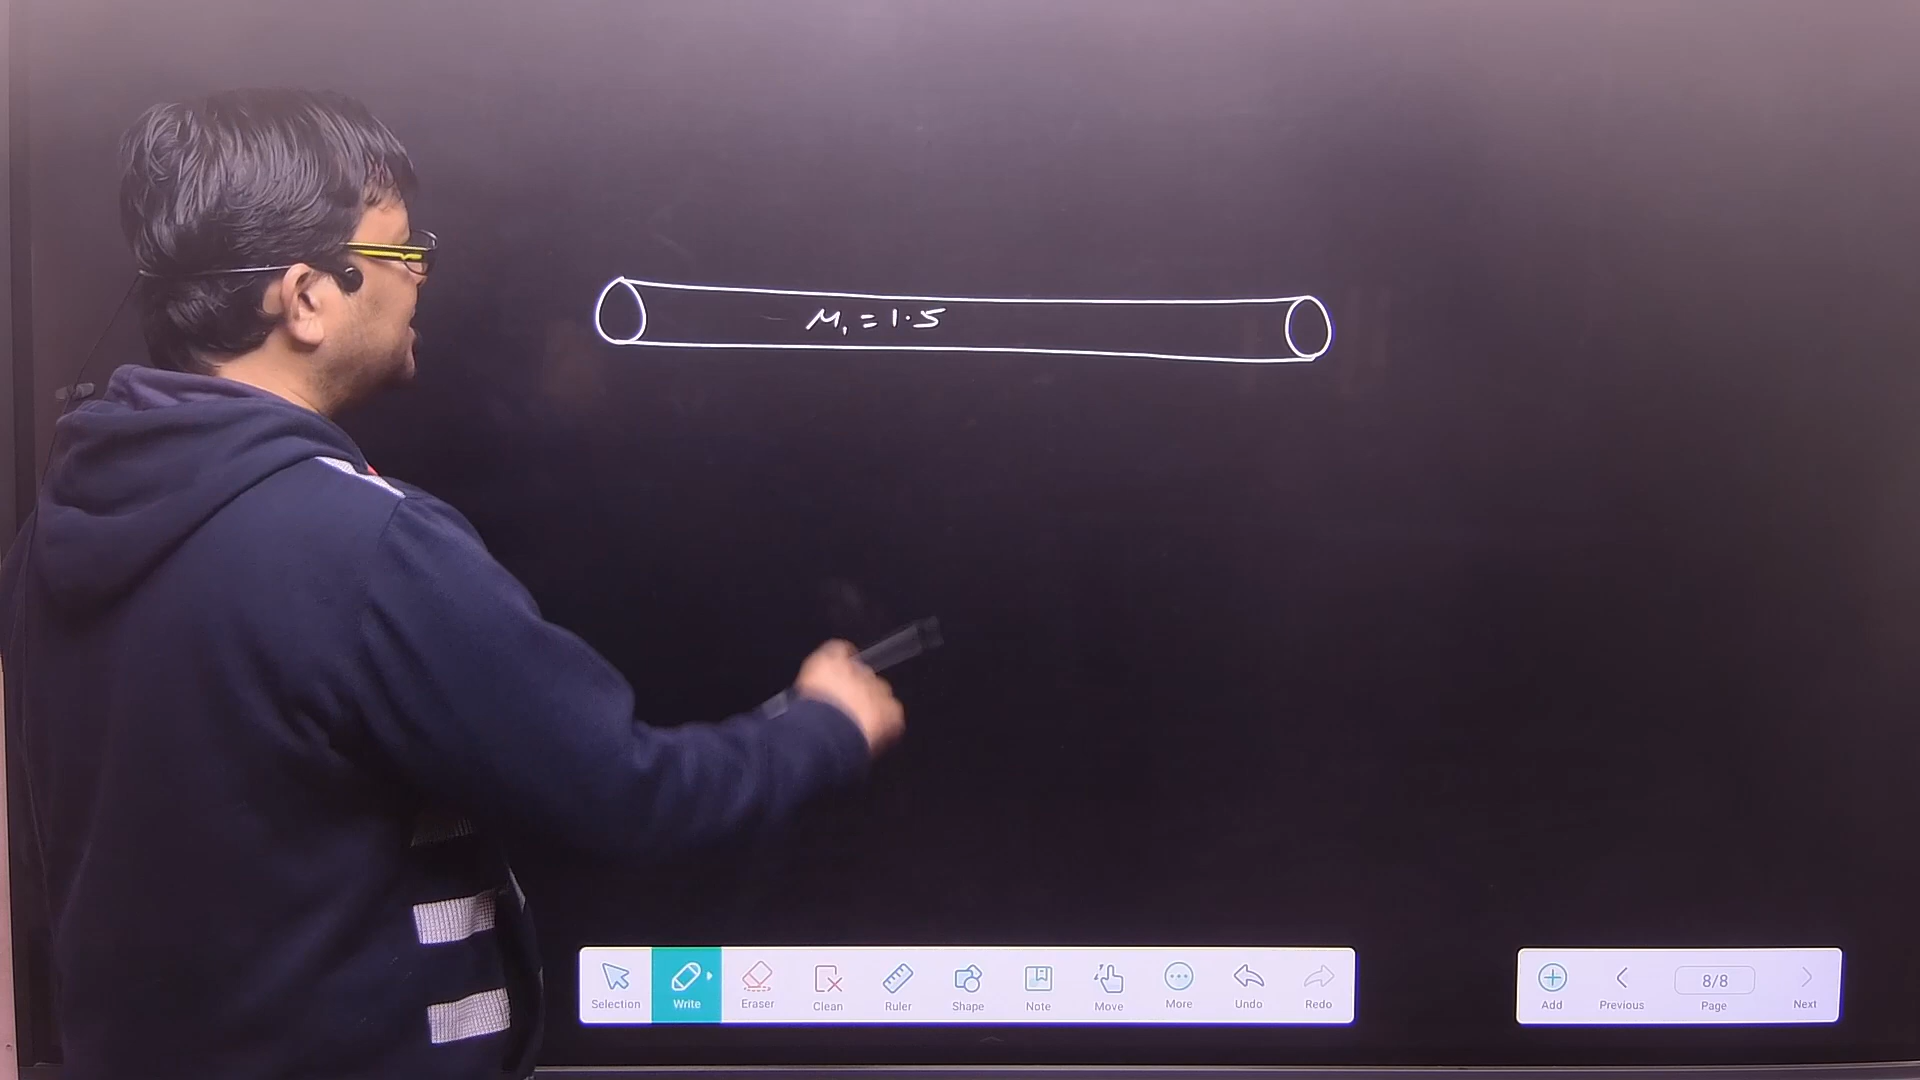 μ₁ = 1.5
Selection
Write
Eraser
Clean
Ruler
Shape
Note
Move
More
Undo
Redo
Add
Previous
8/8
Page
Next